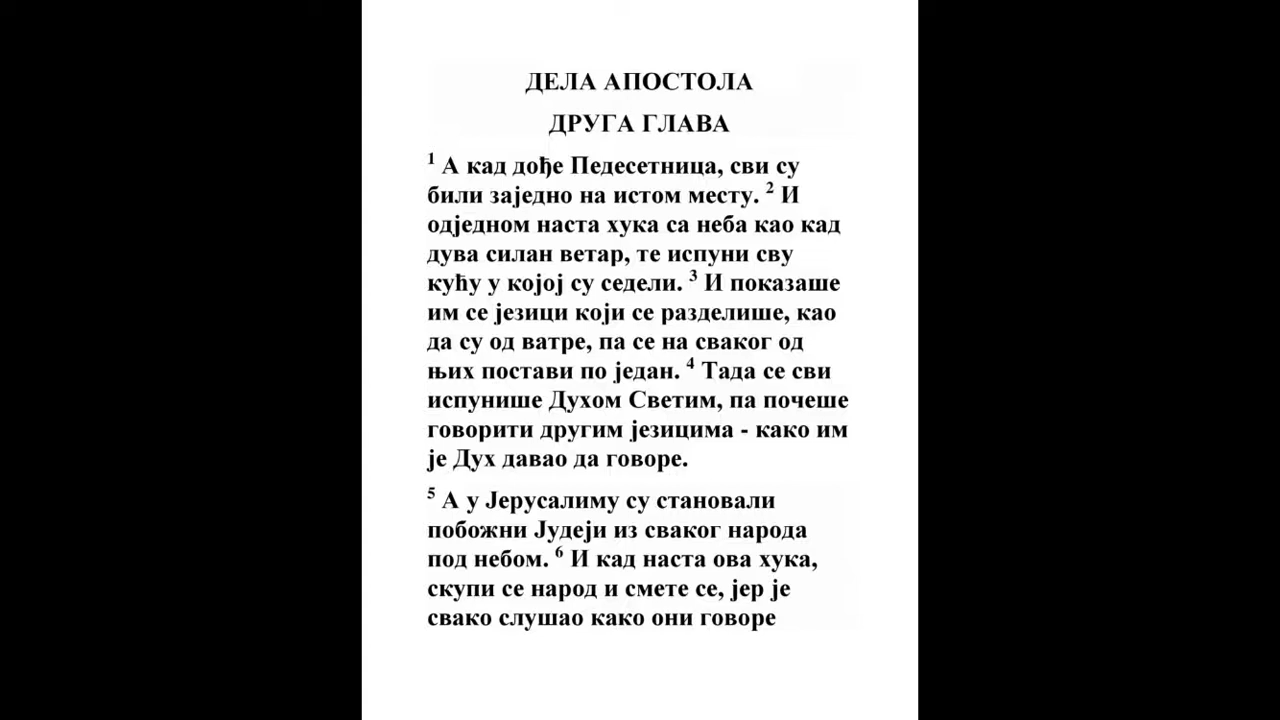 ДЕЛА АПОСТОЛА
ДРУГА ГЛАВА
1 А кад дође Педесетница, сви су
били заједно на истом месту. 2 И
одједном наста хука са неба као кад
дува силан ветар, те испуни сву
кућу у којој су седели. 3 И показаше
им се језици који се разделише, као
да су од ватре, па се на сваког од
њих постави по један. 4 Тада се сви
испунише Духом Светим, па почеше
говорити другим језицима - како им
је Дух давао да говоре.
5 А у Јерусалиму су становали
побожни Јудеји из сваког народа
под небом. 6 И кад наста ова хука,
скупи се народ и смете се, јер је
свако слушао како они говоре